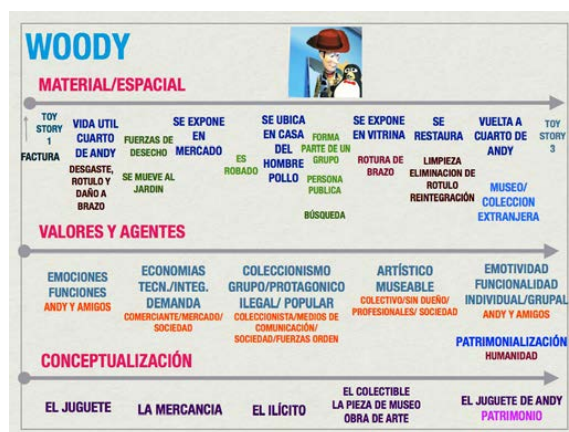 WOODY
MATERIAL/ESPACIAL
TOY
STORY
1
FACTURA
VIDA UTIL
CUARTO
DE ANDY
DESGASTE,
ROTULO Y
DAÑO A
BRAZO
FUERZAS DE
DESECHO
SE MUEVE AL
JARDIN
SE EXPONE
EN
MERCADO
ES
ROBADO
SE UBICA
EN CASA
DEL
HOMBRE
POLLO
FORMA
PARTE DE UN
GRUPO
PERSONA
PUBLICA
BÚSQUEDA
SE EXPONE
EN VITRINA
ROTURA DE
BRAZO
SE
RESTAURA
LIMPIEZA
ELIMINACION DE
ROTULO
REINTEGRACIÓN
VUELTA A
CUARTO DE
ANDY
MUSEO/
COLECCION
EXTRANJERA
TOY
STORY
3
VALORES Y AGENTES
EMOCIONES
FUNCIONES
ANDY Y AMIGOS
ECONOMIAS
TECN./INTEG.
DEMANDA
COMERCIANTE/MERCADO/
SOCIEDAD
COLECCIONISMO
GRUPO/PROTAGONICO
ILEGAL/ POPULAR
COLECCIONISTA/MEDIOS DE
COMUNICACIÓN/
SOCIEDAD/FUERZAS ORDEN
ARTÍSTICO
MUSEABLE
COLECTIVO/SIN DUEÑO/
PROFESIONALES/ SOCIEDAD
EMOTIVIDAD
FUNCIONALIDAD
INDIVIDUAL/GRUPAL
ANDY Y AMIGOS
PATRIMONIALIZACIÓN
HUMANIDAD
CONCEPTUALIZACIÓN
EL JUGUETE
LA MERCANCIA
EL ILÍCITO
EL COLECTIBLE
LA PIEZA DE MUSEO
OBRA DE ARTE
EL JUGUETE DE ANDY
PATRIMONIO